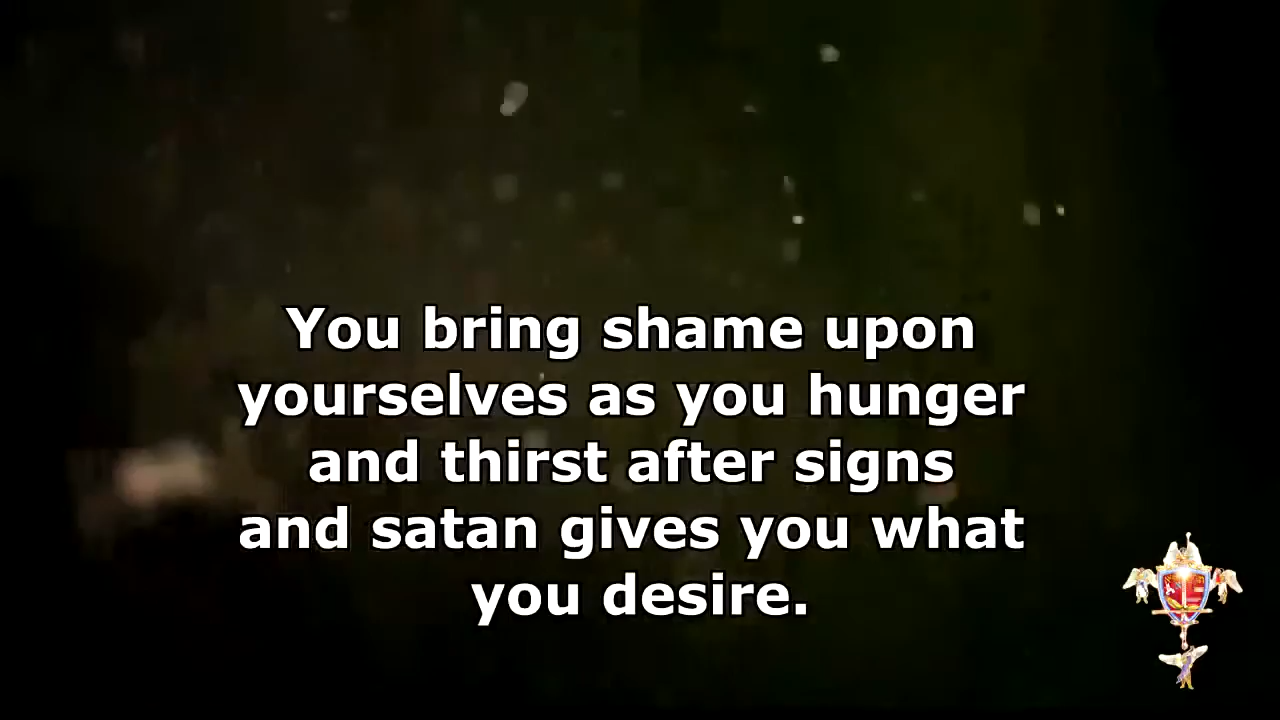 You bring shame upon
yourselves as you hunger
and thirst after signs
and satan gives you what
you desire.